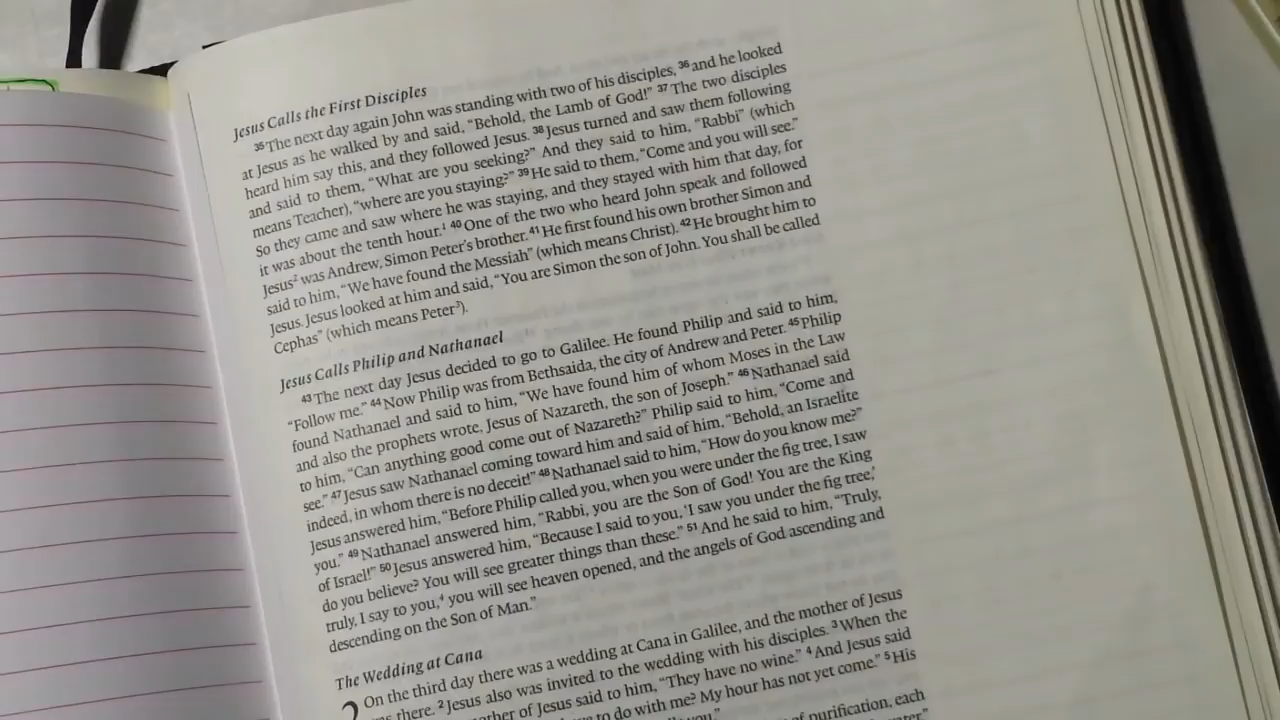 Jesus Calls the First Disciples
35 The next day again John was standing with two of his disciples, 36 and he looked
at Jesus as he walked by and said, “Behold, the Lamb of God!” 37 The two disciples
heard him say this, and they followed Jesus. 38 Jesus turned and saw them following
and said to them, “What are you seeking?” And they said to him, “Rabbi” (which
means Teacher), “where are you staying?” 39 He said to them, “Come and you will see.”
So they came and saw where he was staying, and they stayed with him that day, for
it was about the tenth hour.1 40 One of the two who heard John speak and followed
Jesus2 was Andrew, Simon Peter’s brother. 41 He first found his own brother Simon and
said to him, “We have found the Messiah” (which means Christ). 42 He brought him to
Jesus. Jesus looked at him and said, “You are Simon the son of John. You shall be called
Cephas” (which means Peter3).
Jesus Calls Philip and Nathanael
43 The next day Jesus decided to go to Galilee. He found Philip and said to him,
“Follow me.” 44 Now Philip was from Bethsaida, the city of Andrew and Peter. 45 Philip
found Nathanael and said to him, “We have found him of whom Moses in the Law
and also the prophets wrote, Jesus of Nazareth, the son of Joseph.” 46 Nathanael said
to him, “Can anything good come out of Nazareth?” Philip said to him, “Come and
see.” 47 Jesus saw Nathanael coming toward him and said of him, “Behold, an Israelite
indeed, in whom there is no deceit!” 48 Nathanael said to him, “How do you know me?”
Jesus answered him, “Before Philip called you, when you were under the fig tree, I saw
you.” 49 Nathanael answered him, “Rabbi, you are the Son of God! You are the King
of Israel!” 50 Jesus answered him, “Because I said to you, ‘I saw you under the fig tree,’
do you believe? You will see greater things than these.” 51 And he said to him, “Truly,
truly, I say to you,4 you will see heaven opened, and the angels of God ascending and
descending on the Son of Man.”
The Wedding at Cana
2 On the third day there was a wedding at Cana in Galilee, and the mother of Jesus
there. 2 Jesus also was invited to the wedding with his disciples. 3 When the
of Jesus said to him, “They have no wine.” 4 And Jesus said
to do with me? My hour has not yet come.” 5 His
you.”
of purification, each